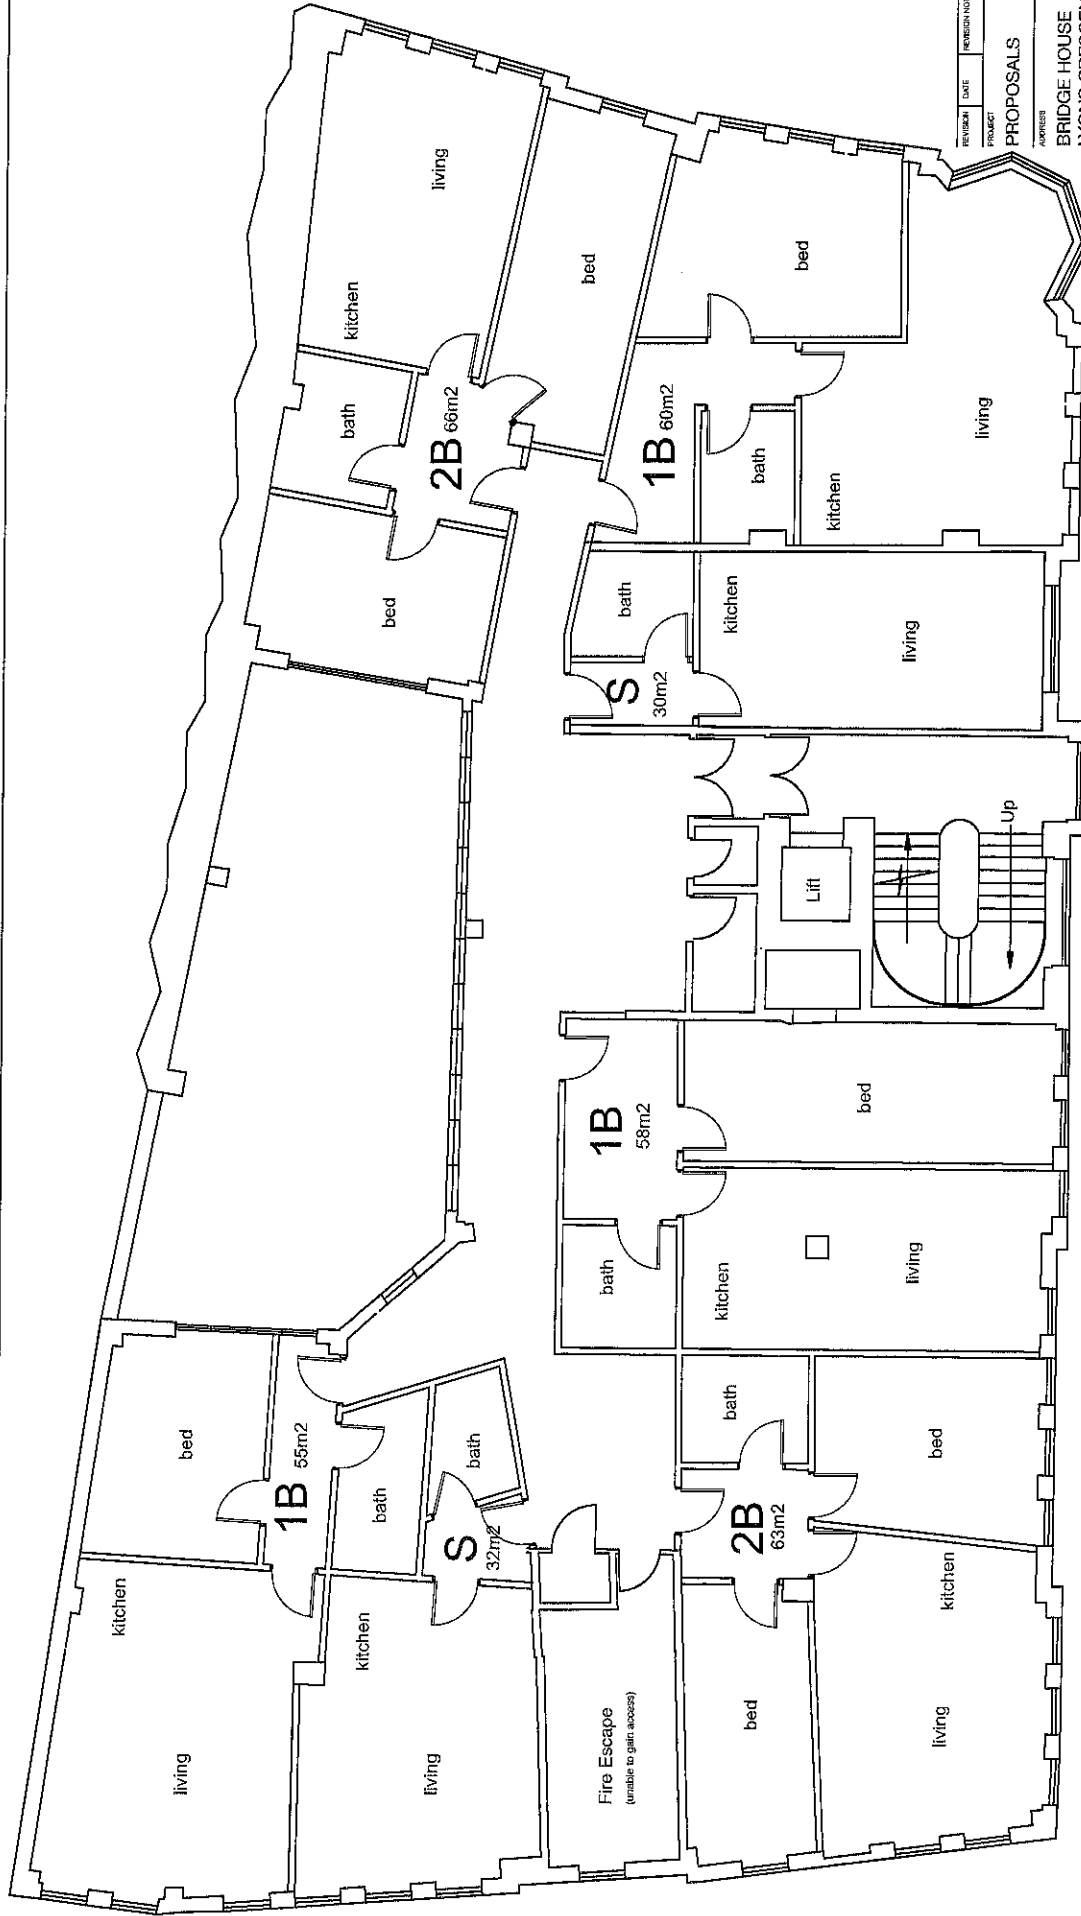 kitchen
living
bed
1B 55m2
bath
bath
S
32m2
kitchen
living
Fire Escape
(unable to gain access)
bed
2B
63m2
bath
bed
kitchen
living
1B
58m2
bath
bed
kitchen
living
Lift
Up
S
30m2
bath
kitchen
living
bed
2B 66m2
bath
kitchen
living
bed
1B 60m2
bath
bed
kitchen
living
REVISION DATE
PROJECT
PROPOSALS
ADDRESS
BRIDGE HOUSE